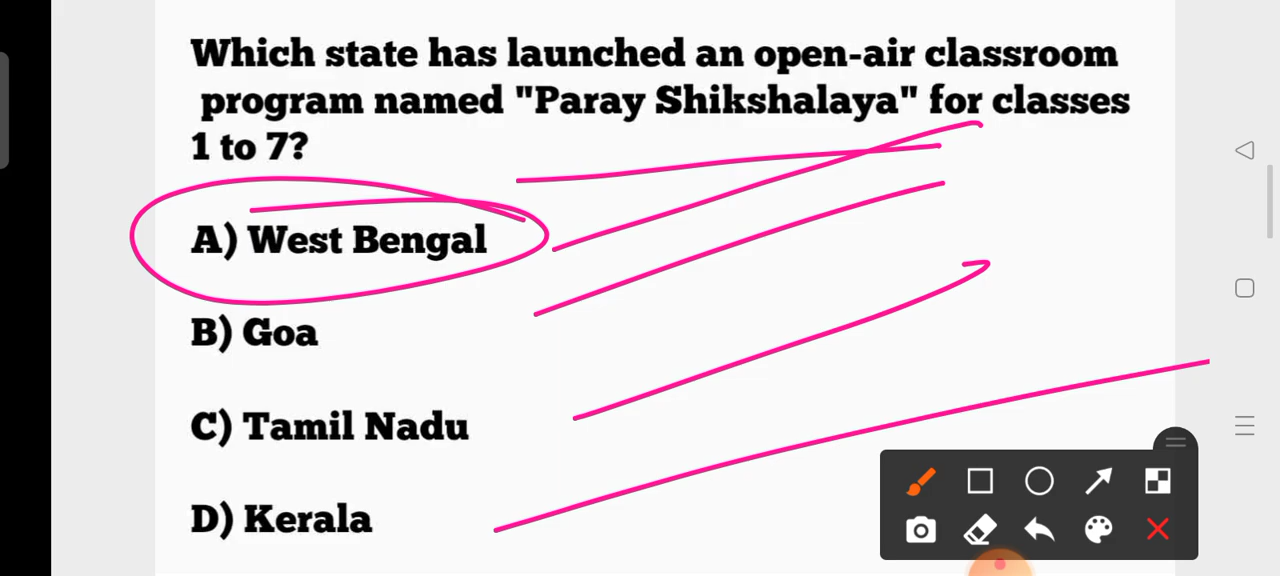 Which state has launched an open-air classroom
program named "Paray Shikshalaya" for classes
1 to 7?
A) West Bengal
B) Goa
C) Tamil Nadu
D) Kerala